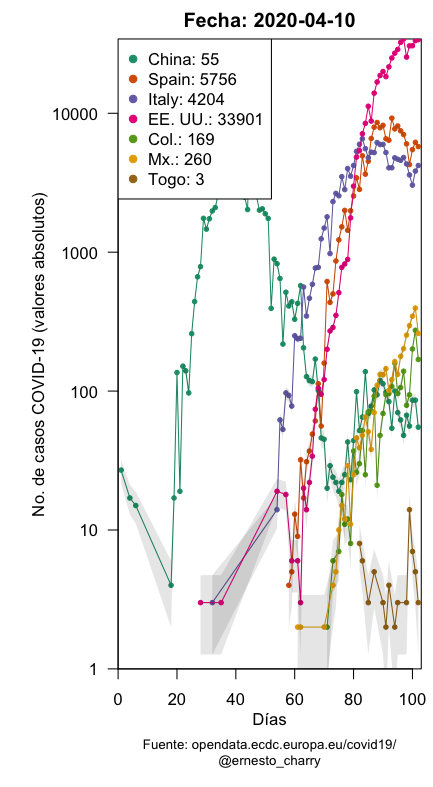 Fecha: 2020-04-10
China: 55
Spain: 5756
Italy: 4204
EE. UU.: 33901
Col.: 169
Mx.: 260
Togo: 3
No. de casos COVID-19 (valores absolutos)
10000
1000
100
10
1
0 20 40 60 80 100
Días
Fuente: opendata.ecdc.europa.eu/covid19/
@ernesto_charry